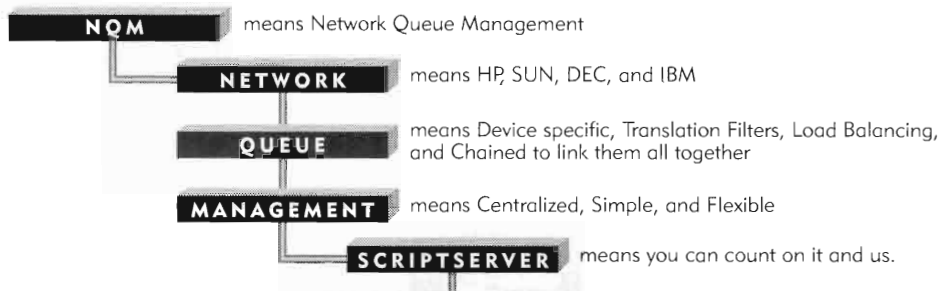 NQM means Network Queue Management
NETWORK means HP, SUN, DEC, and IBM
QUEUE means Device specific, Translation Filters, Load Balancing,
and Chained to link them all together
MANAGEMENT means Centralized, Simple, and Flexible
SCRIPTSERVER means you can count on it and us.